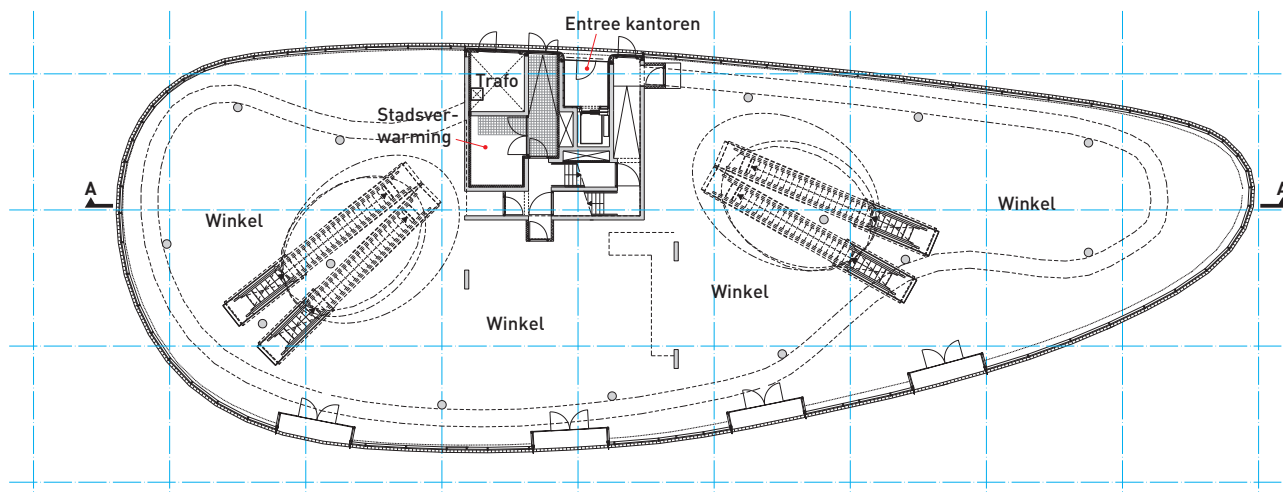 Entree kantoren
Trafo
Stadsver-
warming
A
A
Winkel
Winkel
Winkel
Winkel